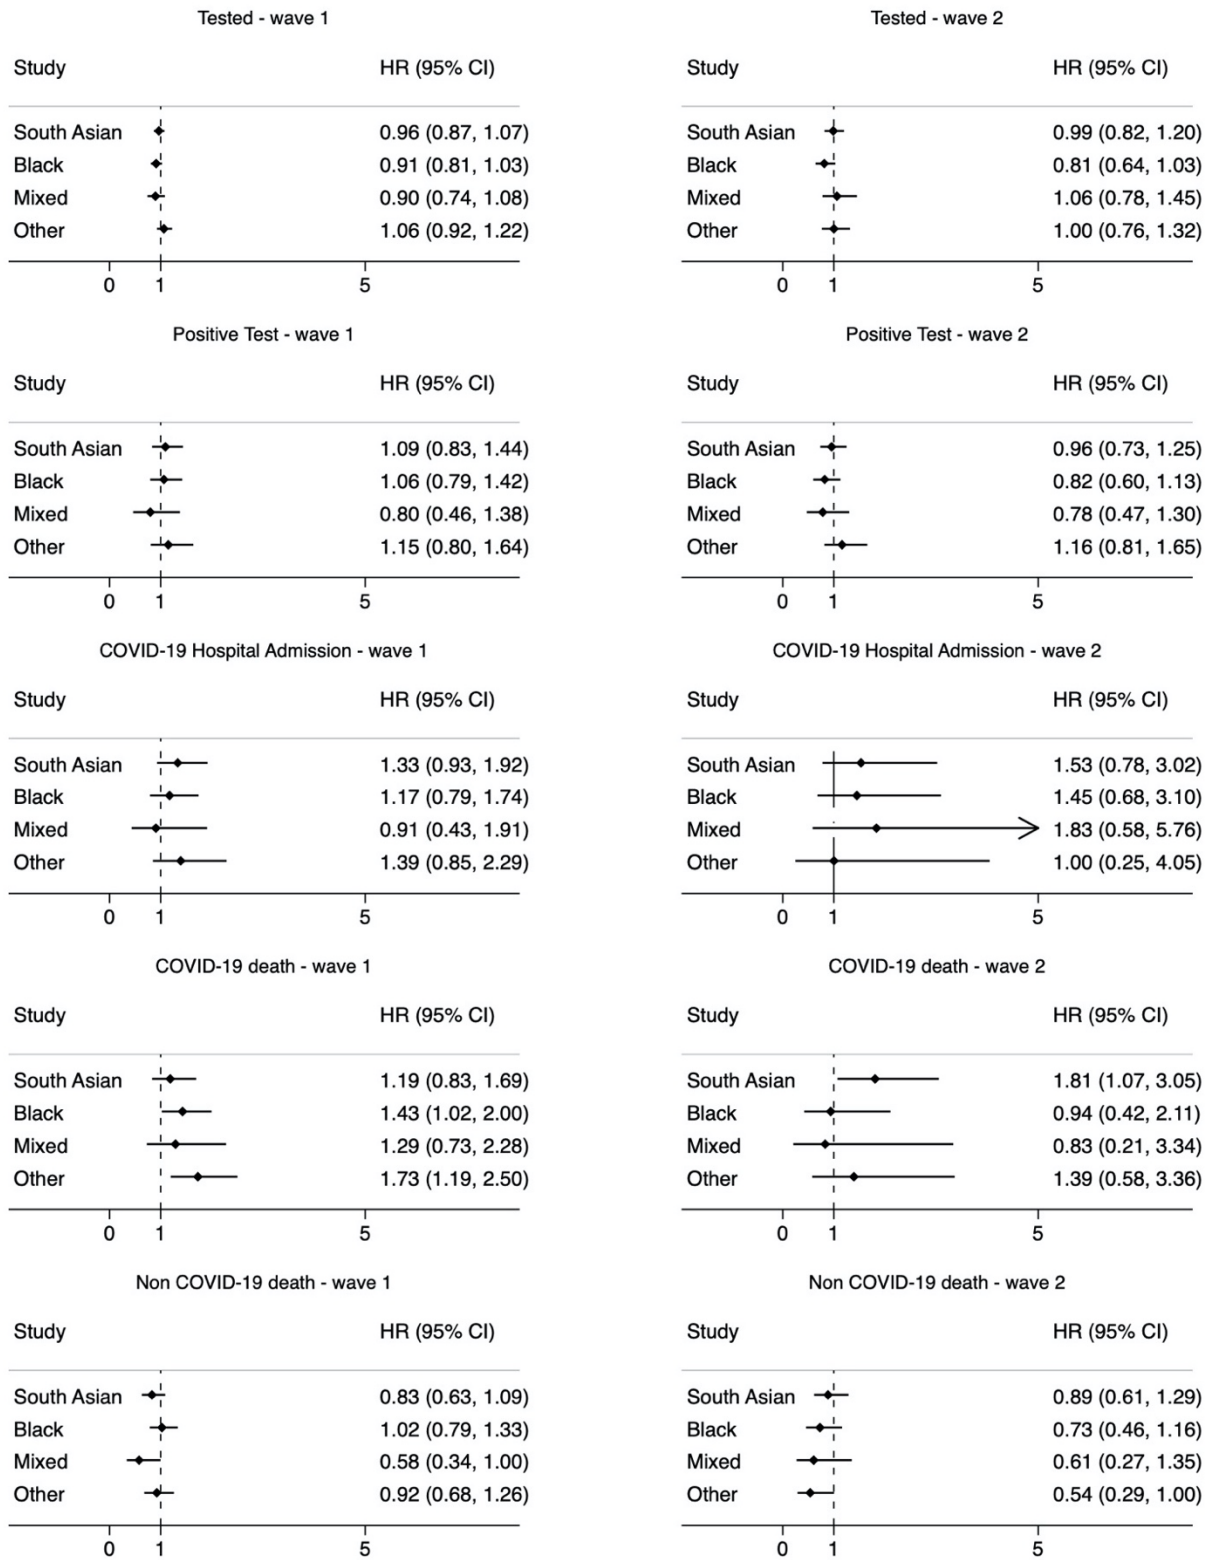 Tested - wave 1
Study HR (95% CI)
South Asian 0.96 (0.87, 1.07)
Black 0.91 (0.81, 1.03)
Mixed 0.90 (0.74, 1.08)
Other 1.06 (0.92, 1.22)
0 1 5
Tested - wave 2
Study HR (95% CI)
South Asian 0.99 (0.82, 1.20)
Black 0.81 (0.64, 1.03)
Mixed 1.06 (0.78, 1.45)
Other 1.00 (0.76, 1.32)
0 1 5
Positive Test - wave 1
Study HR (95% CI)
South Asian 1.09 (0.83, 1.44)
Black 1.06 (0.79, 1.42)
Mixed 0.80 (0.46, 1.38)
Other 1.15 (0.80, 1.64)
0 1 5
Positive Test - wave 2
Study HR (95% CI)
South Asian 0.96 (0.73, 1.25)
Black 0.82 (0.60, 1.13)
Mixed 0.78 (0.47, 1.30)
Other 1.16 (0.81, 1.65)
0 1 5
COVID-19 Hospital Admission - wave 1
Study HR (95% CI)
South Asian 1.33 (0.93, 1.92)
Black 1.17 (0.79, 1.74)
Mixed 0.91 (0.43, 1.91)
Other 1.39 (0.85, 2.29)
0 1 5
COVID-19 Hospital Admission - wave 2
Study HR (95% CI)
South Asian 1.53 (0.78, 3.02)
Black 1.45 (0.68, 3.10)
Mixed 1.83 (0.58, 5.76)
Other 1.00 (0.25, 4.05)
0 1 5
COVID-19 death - wave 1
Study HR (95% CI)
South Asian 1.19 (0.83, 1.69)
Black 1.43 (1.02, 2.00)
Mixed 1.29 (0.73, 2.28)
Other 1.73 (1.19, 2.50)
0 1 5
COVID-19 death - wave 2
Study HR (95% CI)
South Asian 1.81 (1.07, 3.05)
Black 0.94 (0.42, 2.11)
Mixed 0.83 (0.21, 3.34)
Other 1.39 (0.58, 3.36)
0 1 5
Non COVID-19 death - wave 1
Study HR (95% CI)
South Asian 0.83 (0.63, 1.09)
Black 1.02 (0.79, 1.33)
Mixed 0.58 (0.34, 1.00)
Other 0.92 (0.68, 1.26)
0 1 5
Non COVID-19 death - wave 2
Study HR (95% CI)
South Asian 0.89 (0.61, 1.29)
Black 0.73 (0.46, 1.16)
Mixed 0.61 (0.27, 1.35)
Other 0.54 (0.29, 1.00)
0 1 5